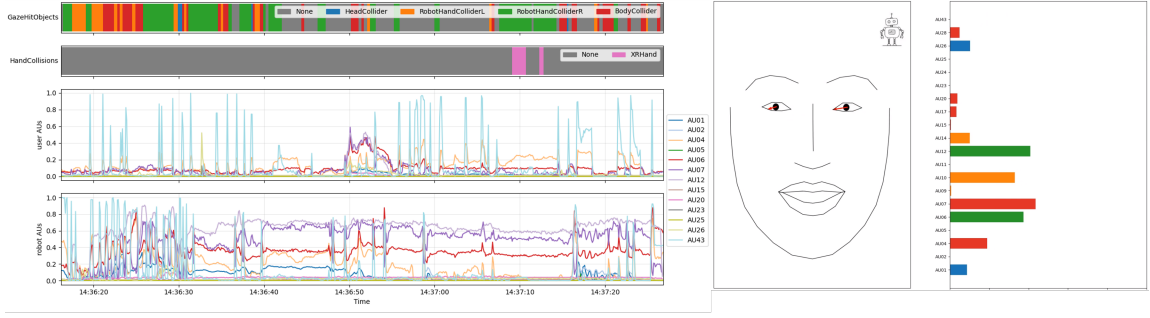 GazeHitObjects
None HeadCollider RobotHandColliderL RobotHandColliderR BodyCollider
HandCollisions
None XRHand
user AUs
1.0
0.8
0.6
0.4
0.2
0.0
robot AUs
1.0
0.8
0.6
0.4
0.2
0.0
14:36:20 14:36:30 14:36:40 14:36:50 14:37:00 14:37:10 14:37:20
Time
AU01
AU02
AU04
AU05
AU06
AU07
AU12
AU15
AU20
AU23
AU25
AU26
AU43
AU43
AU28
AU26
AU25
AU24
AU23
AU20
AU17
AU15
AU14
AU12
AU11
AU10
AU09
AU07
AU06
AU05
AU04
AU02
AU01